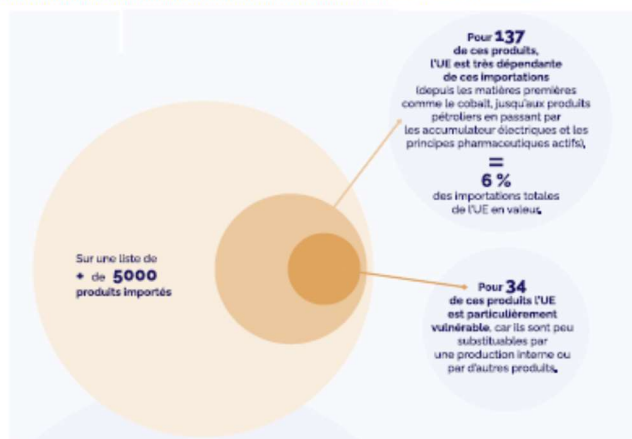 Pour 137
de ces produits,
l'UE est très dépendante
de ces importations
(depuis les matières premières
comme le cobalt, jusqu'aux produits
pétroliers en passant par
les accumulateur électriques et les
principes pharmaceutiques actifs),
=
6 %
des importations totales
de l'UE en valeur.
Sur une liste de
+ de 5000
produits importés
Pour 34
de ces produits l'UE
est particulièrement
vulnérable, car ils sont peu
substituables par
une production interne ou
par d'autres produits.